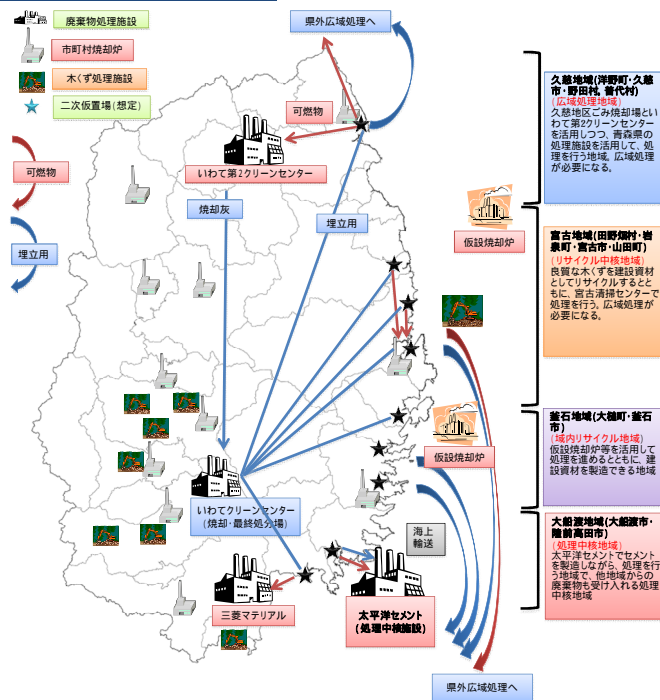 廃棄物処理施設
市町村焼却炉
木くず処理施設
二次仮置場(想定)
可燃物
埋立用
県外広域処理へ
可燃物
いわて第2クリーンセンター
焼却灰
埋立用
仮設焼却炉
仮設焼却炉
いわてクリーンセンター
(焼却・最終処分場)
海上
輸送
三菱マテリアル
太平洋セメント
(処理中核施設)
県外広域処理へ
久慈地域(洋野町・久慈
市・野田村, 普代村)
(広域処理地域)
久慈地区ごみ焼却場とい
わて第2クリーンセンター
を活用しつつ、青森県の
処理施設を活用して、処
理を行う地域。広域処理
が必要になる。
宮古地域(田野畑村・岩
泉町・宮古市・山田町)
(リサイクル中核地域)
良質な木くずを建設資材
としてリサイクルするとと
もに、宮古清掃センターで
処理を行う。広域処理が
必要になる。
釜石地域(大槌町・釜石
市)
(域内リサイクル地域)
仮設焼却炉等を活用して
処理を進めるとともに、建
設資材を製造できる地域
大船渡地域(大船渡市・
陸前高田市)
(処理中核地域)
太平洋セメントでセメント
を製造しながら、処理を行
う地域で、他地域からの
廃棄物も受け入れる処理
中核地域